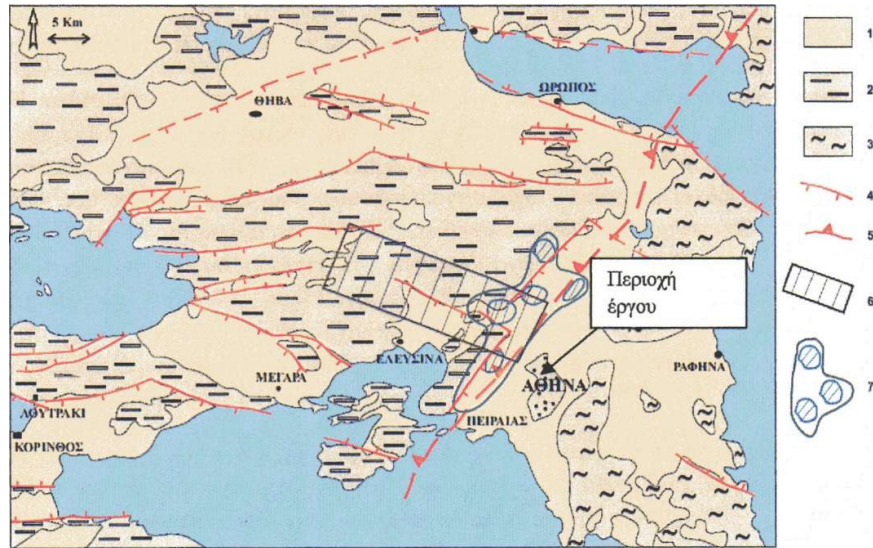 5 Km
ΘΗΒΑ
ΩΡΩΠΟΣ
Περιοχή
έργου
ΕΛΕΥΣΙΝΑ
ΜΕΓΑΡΑ
ΑΘΗΝΑ
ΡΑΦΗΝΑ
ΛΟΥΤΡΑΚΙ
ΠΕΙΡΑΙΑΣ
ΚΟΡΙΝΘΟΣ
1
2
3
4
5
6
7